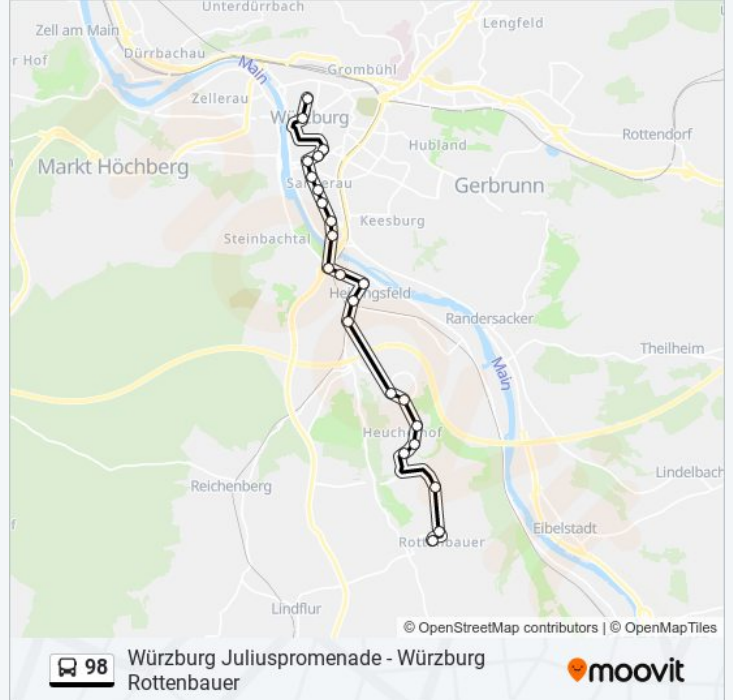 Unterdürrbach
Zell am Main
Lengfeld
Dürrbachau
r Hof
Main
Grombühl
Zellerau
Würzburg
Rottendorf
Hubland
Markt Höchberg
Sanderau
Gerbrunn
Keesburg
Steinbachtal
Heidingsfeld
Randersacker
Theilheim
Main
Heuchelhof
Lindelbach
Reichenberg
f
Eibelstadt
Rottenbauer
Lindflur
© OpenStreetMap contributors | © OpenMapTiles
98
Würzburg Juliuspromenade - Würzburg
Rottenbauer
moovit